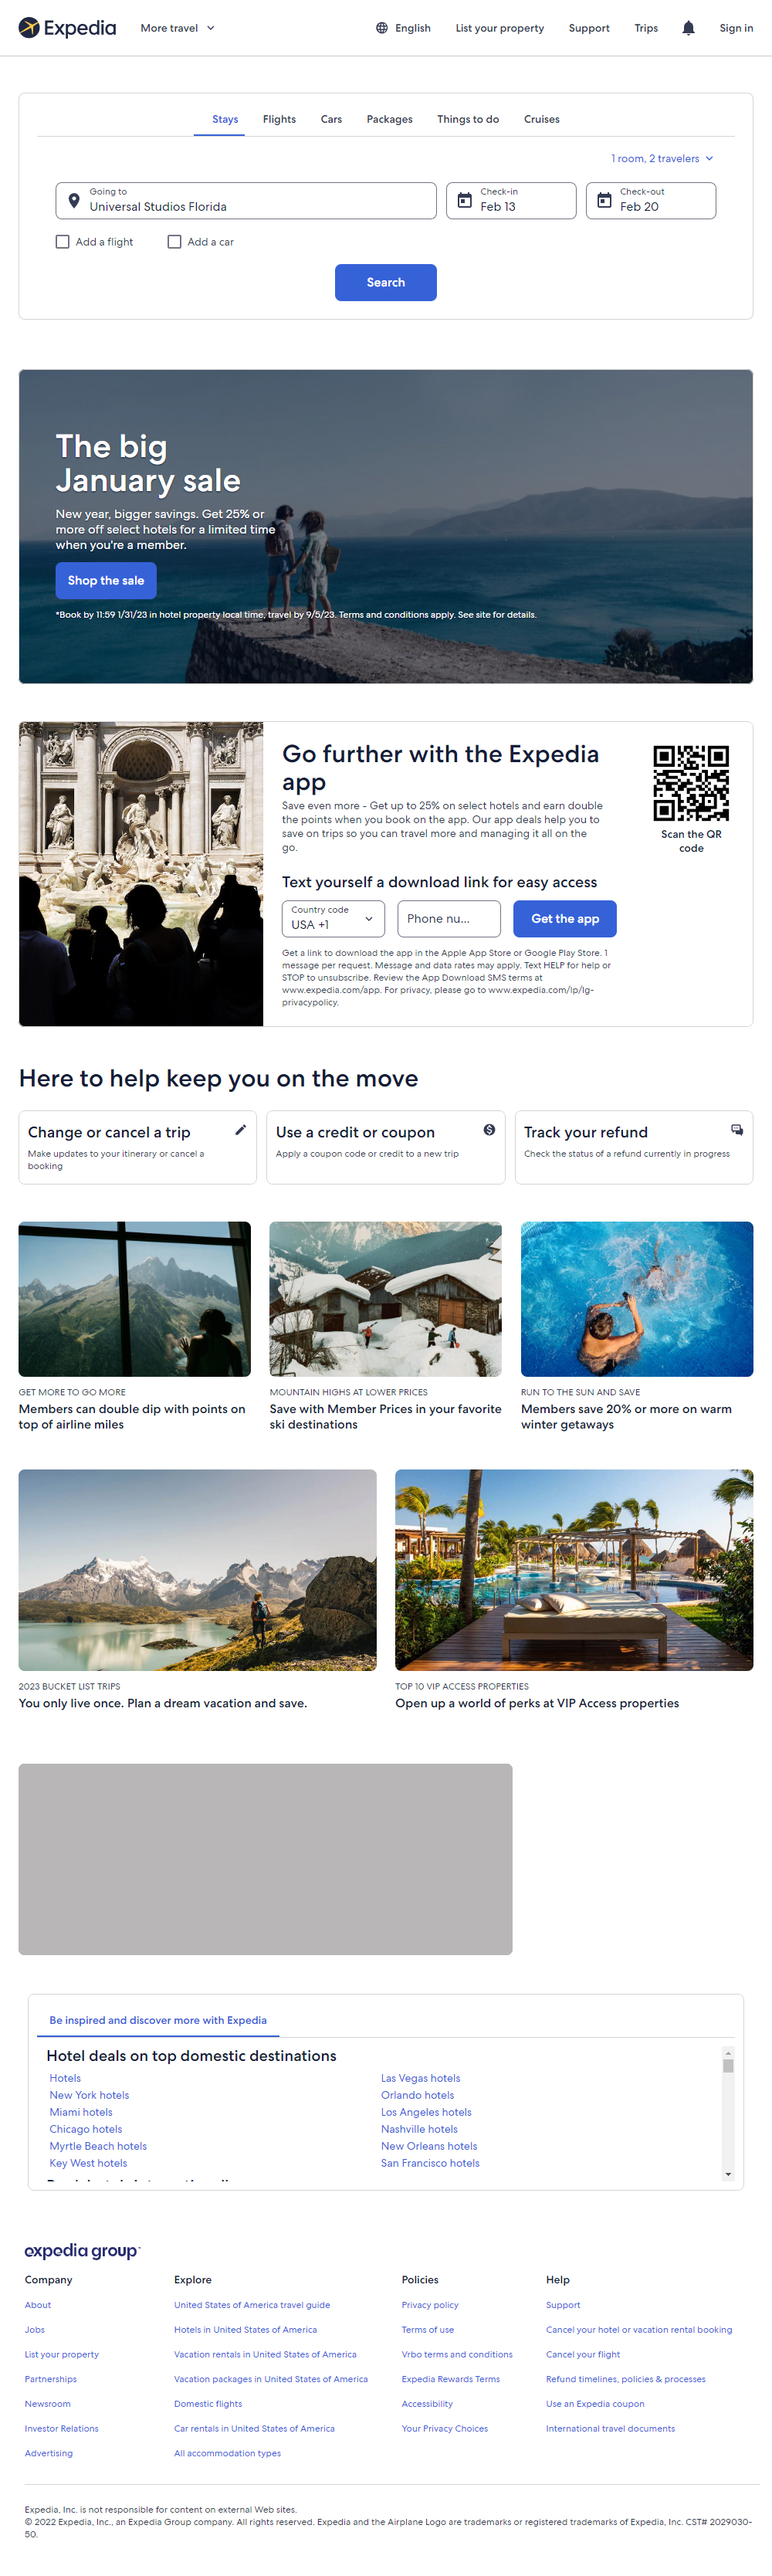 Expedia
More travel
English
List your property
Support
Trips
Sign in
Stays
Flights
Cars
Packages
Things to do
Cruises
1 room, 2 travelers
Going to
Universal Studios Florida
Check-in
Feb 13
Check-out
Feb 20
Add a flight
Add a car
Search
The big
January sale
New year, bigger savings. Get 25% or
more off select hotels for a limited time
when you're a member.
Shop the sale
*Book by 11:59 1/31/23 in hotel property local time, travel by 9/5/23. Terms and conditions apply. See site for details.
Go further with the Expedia
app
Save even more - Get up to 25% on select hotels and earn double
the points when you book on the app. Our app deals help you to
save on trips so you can travel more and managing it all on the
go.
Scan the QR
code
Text yourself a download link for easy access
Country code
USA +1
Phone nu...
Get the app
Get a link to download the app in the Apple App Store or Google Play Store. 1
message per request. Message and data rates may apply. Text HELP for help or
STOP to unsubscribe. Review the App Download SMS terms at
www.expedia.com/app. For privacy, please go to www.expedia.com/lp/lg-
privacypolicy.
Here to help keep you on the move
Change or cancel a trip
Make updates to your itinerary or cancel a
booking
Use a credit or coupon
Apply a coupon code or credit to a new trip
Track your refund
Check the status of a refund currently in progress
GET MORE TO GO MORE
Members can double dip with points on
top of airline miles
MOUNTAIN HIGHS AT LOWER PRICES
Save with Member Prices in your favorite
ski destinations
RUN TO THE SUN AND SAVE
Members save 20% or more on warm
winter getaways
2023 BUCKET LIST TRIPS
You only live once. Plan a dream vacation and save.
TOP 10 VIP ACCESS PROPERTIES
Open up a world of perks at VIP Access properties
Be inspired and discover more with Expedia
Hotel deals on top domestic destinations
Hotels
Las Vegas hotels
New York hotels
Orlando hotels
Miami hotels
Los Angeles hotels
Chicago hotels
Nashville hotels
Myrtle Beach hotels
New Orleans hotels
Key West hotels
San Francisco hotels
expedia group
Company
About
Jobs
List your property
Partnerships
Newsroom
Investor Relations
Advertising
Explore
United States of America travel guide
Hotels in United States of America
Vacation rentals in United States of America
Vacation packages in United States of America
Domestic flights
Car rentals in United States of America
All accommodation types
Policies
Privacy policy
Terms of use
Vrbo terms and conditions
Expedia Rewards Terms
Accessibility
Your Privacy Choices
Help
Support
Cancel your hotel or vacation rental booking
Cancel your flight
Refund timelines, policies & processes
Use an Expedia coupon
International travel documents
Expedia, Inc. is not responsible for content on external Web sites.
© 2022 Expedia, Inc., an Expedia Group company. All rights reserved. Expedia and the Airplane Logo are trademarks or registered trademarks of Expedia, Inc. CST# 2029030-
50.